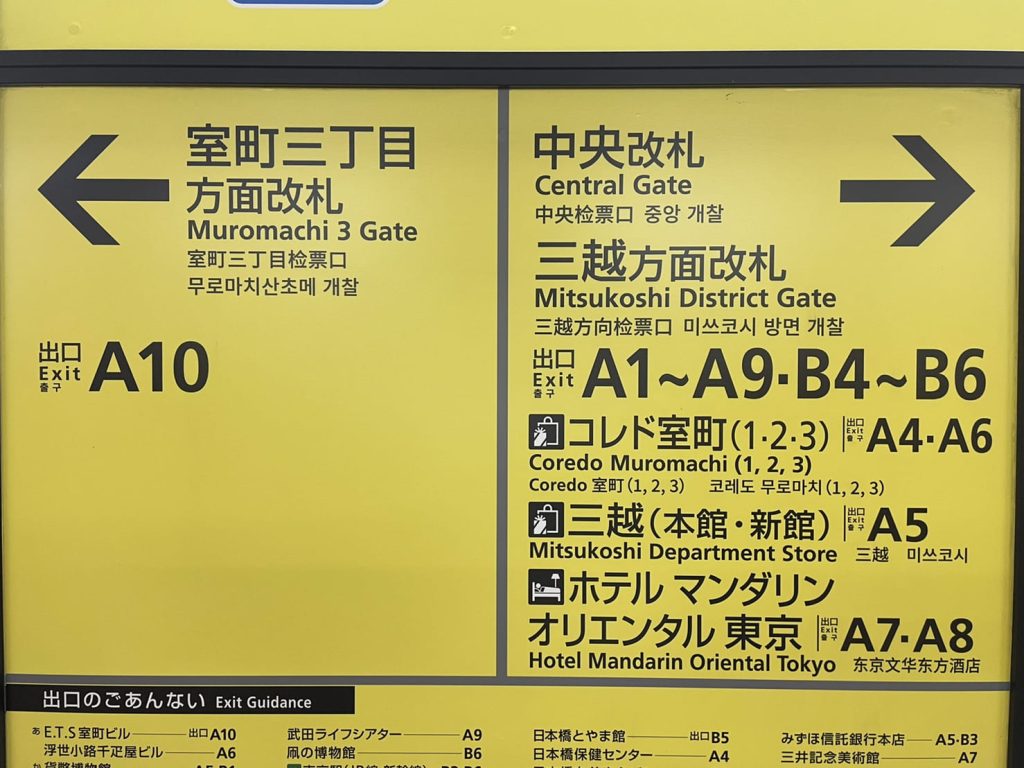 室町三丁目
方面改札
Muromachi 3 Gate
室町三丁目检票口
무로마치산초메 개찰
出口
Exit
출구
A10
中央改札
Central Gate
中央检票口 중앙 개찰
三越方面改札
Mitsukoshi District Gate
三越方向检票口 미쓰코시 방면 개찰
出口
Exit
출구
A1~A9·B4~B6
コレド室町(1·2·3) 出口 Exit 출구 A4·A6
Coredo Muromachi (1, 2, 3)
Coredo 室町(1, 2, 3) 코레도 무로마치(1, 2, 3)
三越(本館・新館) 出口 Exit 출구 A5
Mitsukoshi Department Store 三越 미쓰코시
ホテル マンダリン
オリエンタル 東京 出口 Exit 출구 A7·A8
Hotel Mandarin Oriental Tokyo 东京文华东方酒店
出口のごあんない Exit Guidance
あ E.T.S室町ビル 出口A10
浮世小路千疋屋ビル A6
か 貨幣博物館
武田ライフシアター A9
凧の博物館 B6
日本橋とやま館 出口B5
日本橋保健センター A4
みずほ信託銀行本店 A5·B3
三井記念美術館 A7